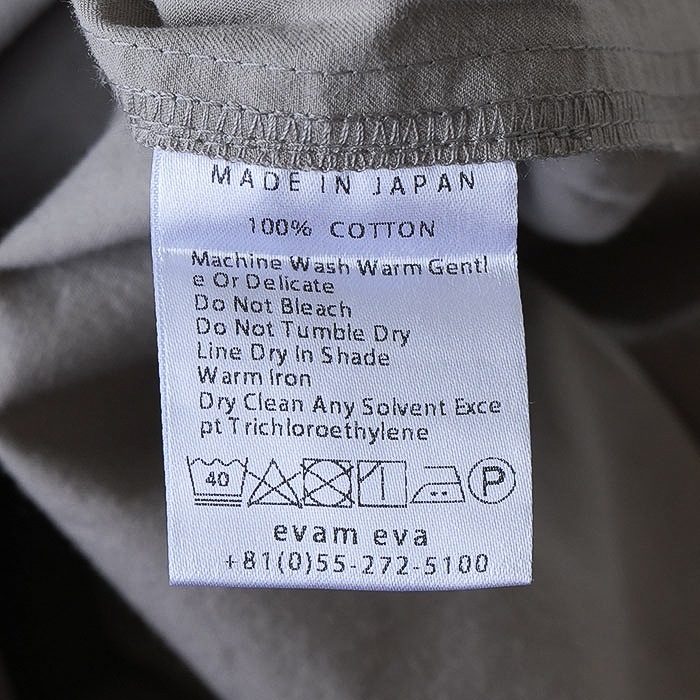 MADE IN JAPAN
100% COTTON
Machine Wash Warm Gentl
e Or Delicate
Do Not Bleach
Do Not Tumble Dry
Line Dry In Shade
Warm Iron
Dry Clean Any Solvent Exce
pt Trichloroethylene
40 P
evam eva
+81(0)55-272-5100